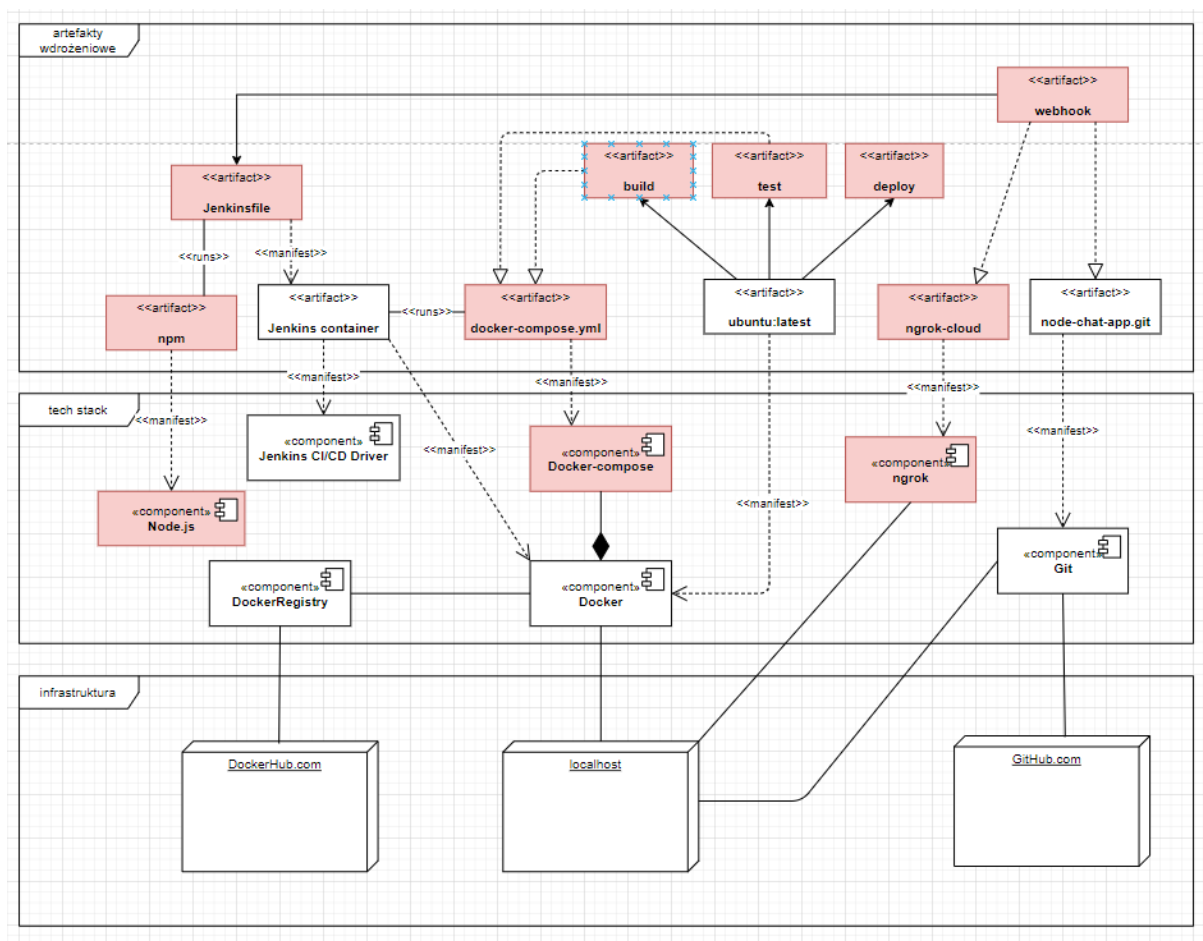 artefakty
wdrożeniowe
<<artifact>>
webhook
<<artifact>>
build
<<artifact>>
test
<<artifact>>
deploy
<<artifact>>
Jenkinsfile
<<runs>>
<<manifest>>
<<artifact>>
npm
<<artifact>>
Jenkins container
<<runs>>
<<artifact>>
docker-compose.yml
<<artifact>>
ubuntu:latest
<<artifact>>
ngrok-cloud
<<artifact>>
node-chat-app.git
<<manifest>>
<<manifest>>
<<manifest>>
tech stack
<<manifest>>
«component»
Jenkins CI/CD Driver
<<manifest>>
«component»
Docker-compose
<<manifest>>
«component»
ngrok
<<manifest>>
«component»
Node.js
«component»
Git
«component»
DockerRegistry
«component»
Docker
infrastruktura
DockerHub.com
localhost
GitHub.com